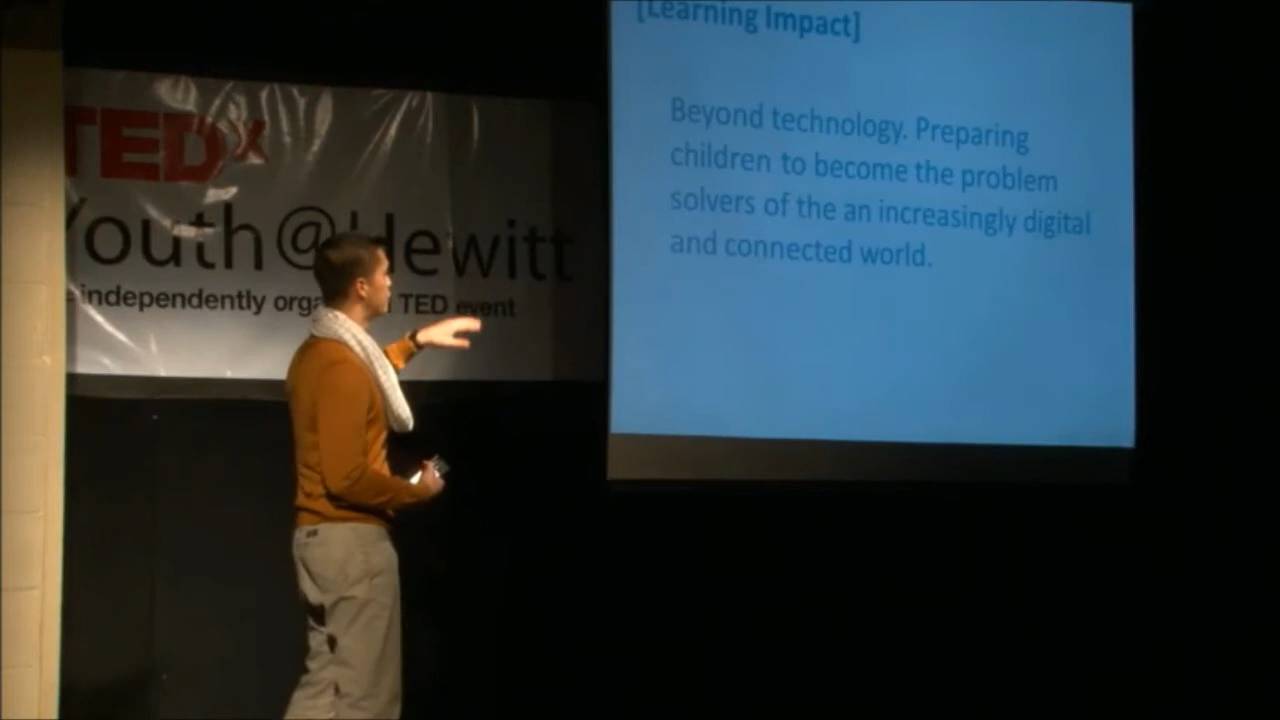 TEDx
Youth@Hewitt
independently TED event
[Learning Impact]
Beyond technology. Preparing
children to become the problem
solvers of the an increasingly digital
and connected world.